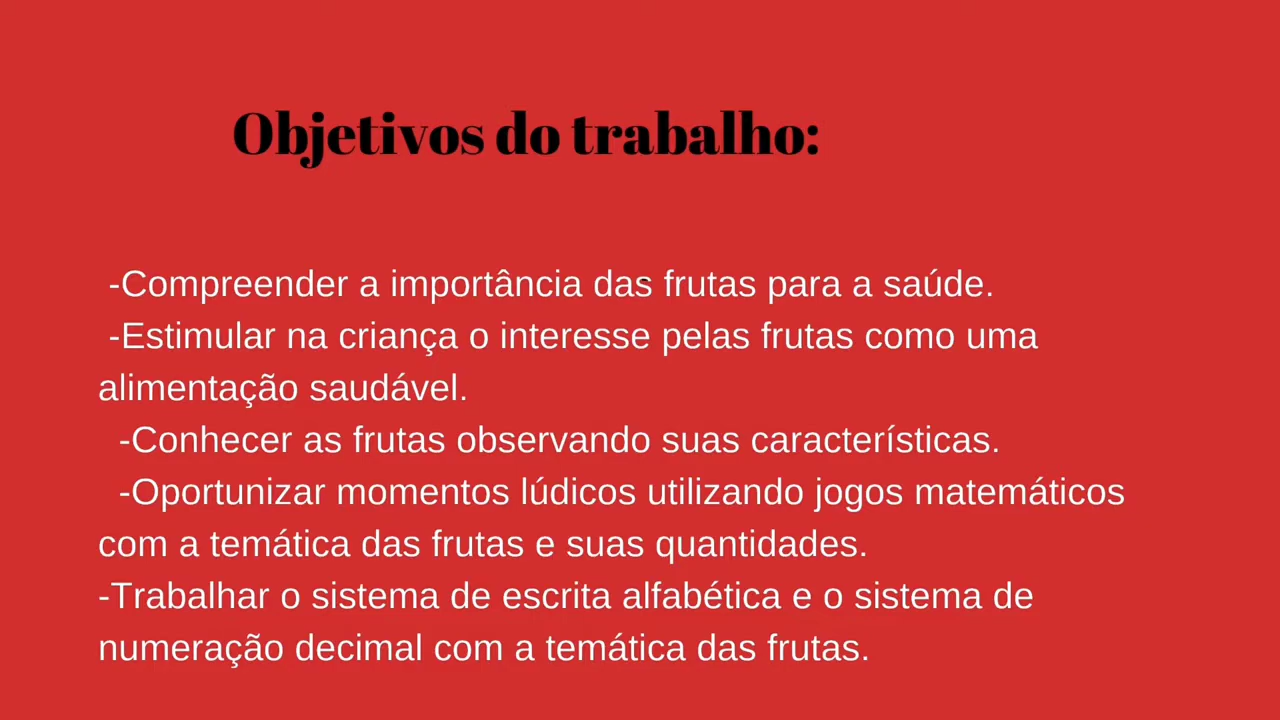 Objetivos do trabalho:
-Compreender a importância das frutas para a saúde.
-Estimular na criança o interesse pelas frutas como uma
alimentação saudável.
-Conhecer as frutas observando suas características.
-Oportunizar momentos lúdicos utilizando jogos matemáticos
com a temática das frutas e suas quantidades.
-Trabalhar o sistema de escrita alfabética e o sistema de
numeração decimal com a temática das frutas.